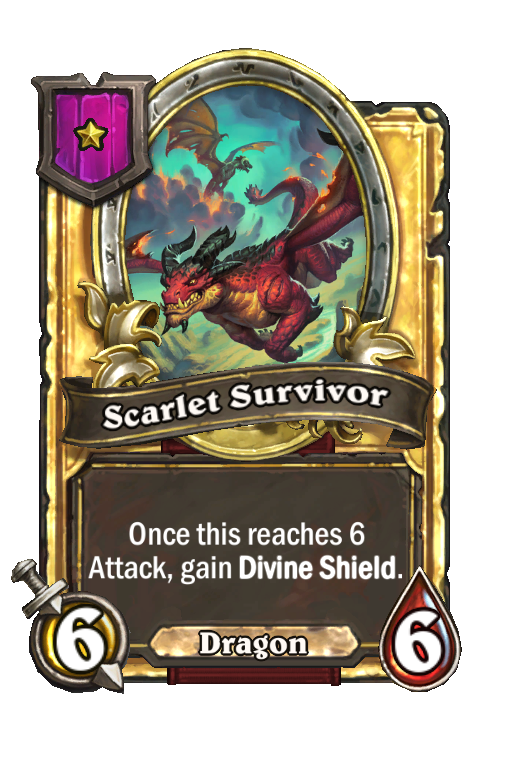 Scarlet Survivor
Once this reaches 6
Attack, gain Divine Shield.
6
Dragon
6